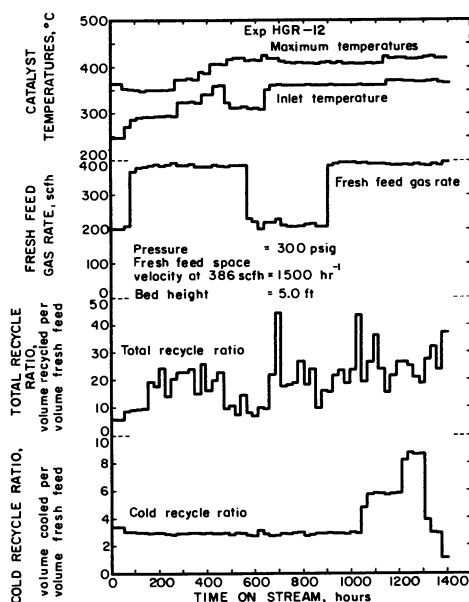 Exp HGR-12
CATALYST
TEMPERATURES, °C
500
400
300
200
Maximum temperatures
Inlet temperature
FRESH FEED
GAS RATE, scfh
400
300
200
100
0
Fresh feed gas rate
Pressure = 300 psig
Fresh feed space
velocity at 386 scfh = 1500 hr⁻¹
Bed height = 5.0 ft
TOTAL RECYCLE
RATIO,
volume recycled per
volume fresh feed
50
40
30
20
10
0
Total recycle ratio
COLD RECYCLE RATIO,
volume cooled per
volume fresh feed
10
8
6
4
2
0
Cold recycle ratio
0 200 400 600 800 1000 1200 1400
TIME ON STREAM, hours